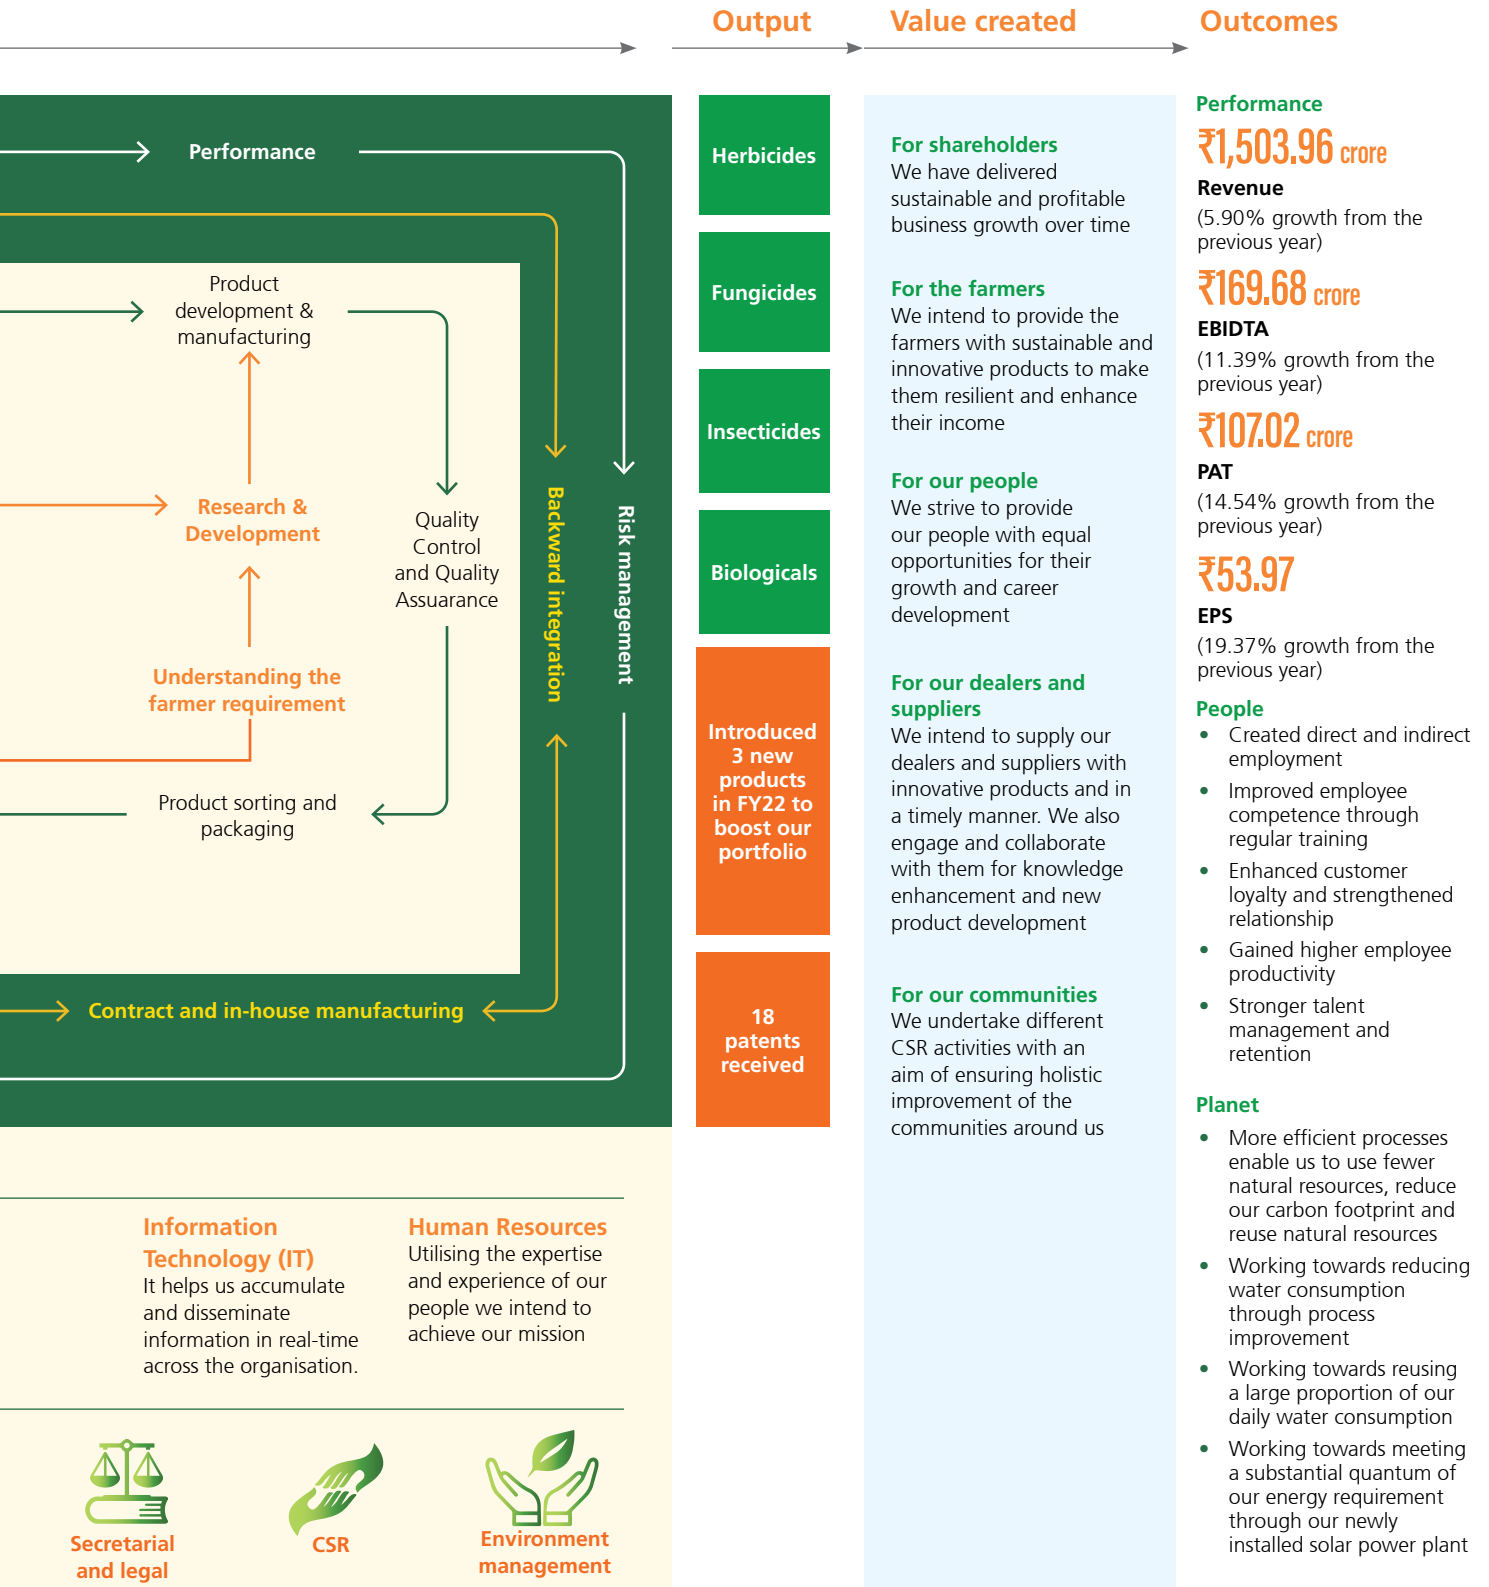 Output
Value created
Outcomes
Performance
Product
development &
manufacturing
Research &
Development
Quality
Control
and Quality
Assuarance
Understanding the
farmer requirement
Product sorting and
packaging
Backward integration
Risk management
Contract and in-house manufacturing
Information
Technology (IT)
It helps us accumulate
and disseminate
information in real-time
across the organisation.
Human Resources
Utilising the expertise
and experience of our
people we intend to
achieve our mission
Secretarial
and legal
CSR
Environment
management
Herbicides
Fungicides
Insecticides
Biologicals
Introduced
3 new
products
in FY22 to
boost our
portfolio
18
patents
received
For shareholders
We have delivered
sustainable and profitable
business growth over time
For the farmers
We intend to provide the
farmers with sustainable and
innovative products to make
them resilient and enhance
their income
For our people
We strive to provide
our people with equal
opportunities for their
growth and career
development
For our dealers and
suppliers
We intend to supply our
dealers and suppliers with
innovative products and in
a timely manner. We also
engage and collaborate
with them for knowledge
enhancement and new
product development
For our communities
We undertake different
CSR activities with an
aim of ensuring holistic
improvement of the
communities around us
Performance
₹1,503.96 crore
Revenue
(5.90% growth from the
previous year)
₹169.68 crore
EBIDTA
(11.39% growth from the
previous year)
₹107.02 crore
PAT
(14.54% growth from the
previous year)
₹53.97
EPS
(19.37% growth from the
previous year)
People
• Created direct and indirect
employment
• Improved employee
competence through
regular training
• Enhanced customer
loyalty and strengthened
relationship
• Gained higher employee
productivity
• Stronger talent
management and
retention
Planet
• More efficient processes
enable us to use fewer
natural resources, reduce
our carbon footprint and
reuse natural resources
• Working towards reducing
water consumption
through process
improvement
• Working towards reusing
a large proportion of our
daily water consumption
• Working towards meeting
a substantial quantum of
our energy requirement
through our newly
installed solar power plant